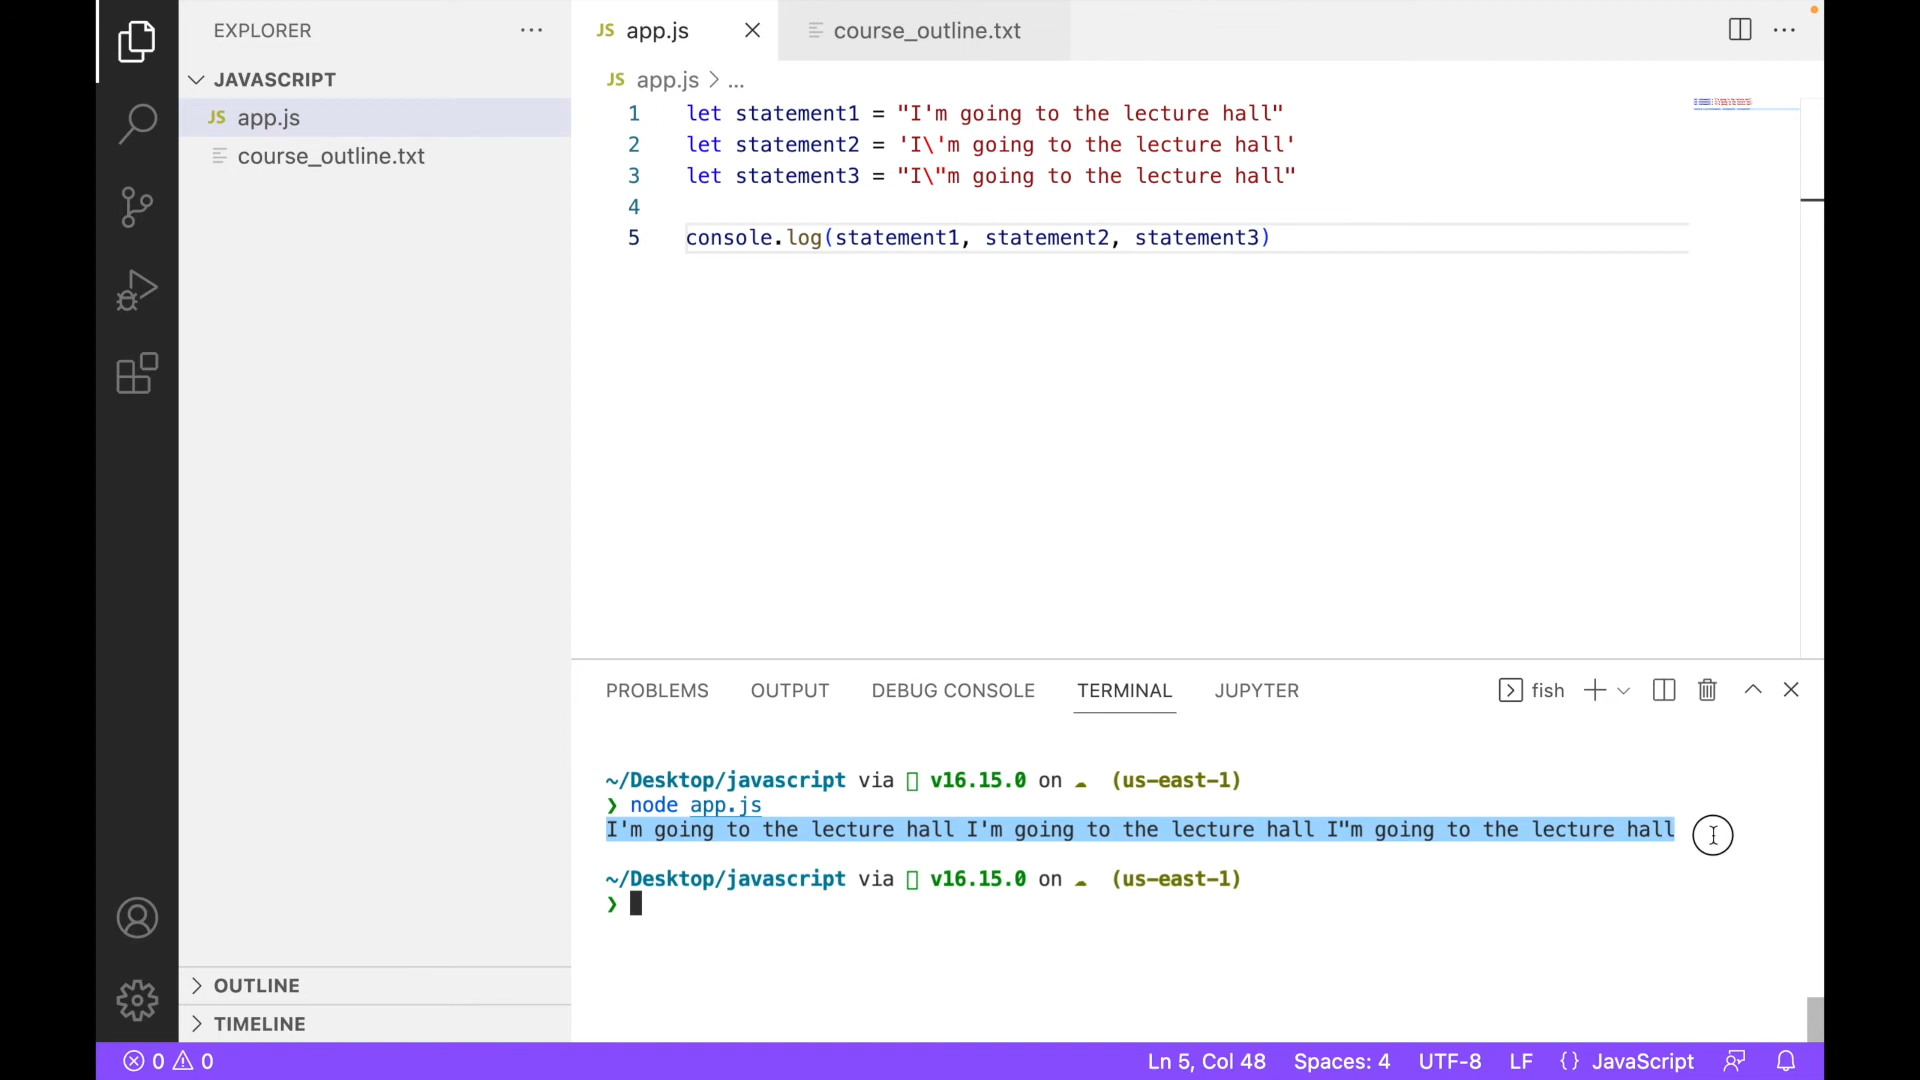 EXPLORER
JAVASCRIPT
JS app.js
course_outline.txt
OUTLINE
TIMELINE
JS app.js
course_outline.txt
JS app.js > ...
1 let statement1 = "I'm going to the lecture hall"
2 let statement2 = 'I\'m going to the lecture hall'
3 let statement3 = "I\"m going to the lecture hall"
4
5 console.log(statement1, statement2, statement3)
PROBLEMS OUTPUT DEBUG CONSOLE TERMINAL JUPYTER fish
~/Desktop/javascript via v16.15.0 on (us-east-1)
❯ node app.js
I'm going to the lecture hall I'm going to the lecture hall I"m going to the lecture hall
~/Desktop/javascript via v16.15.0 on (us-east-1)
❯
0 0 Ln 5, Col 48 Spaces: 4 UTF-8 LF {} JavaScript